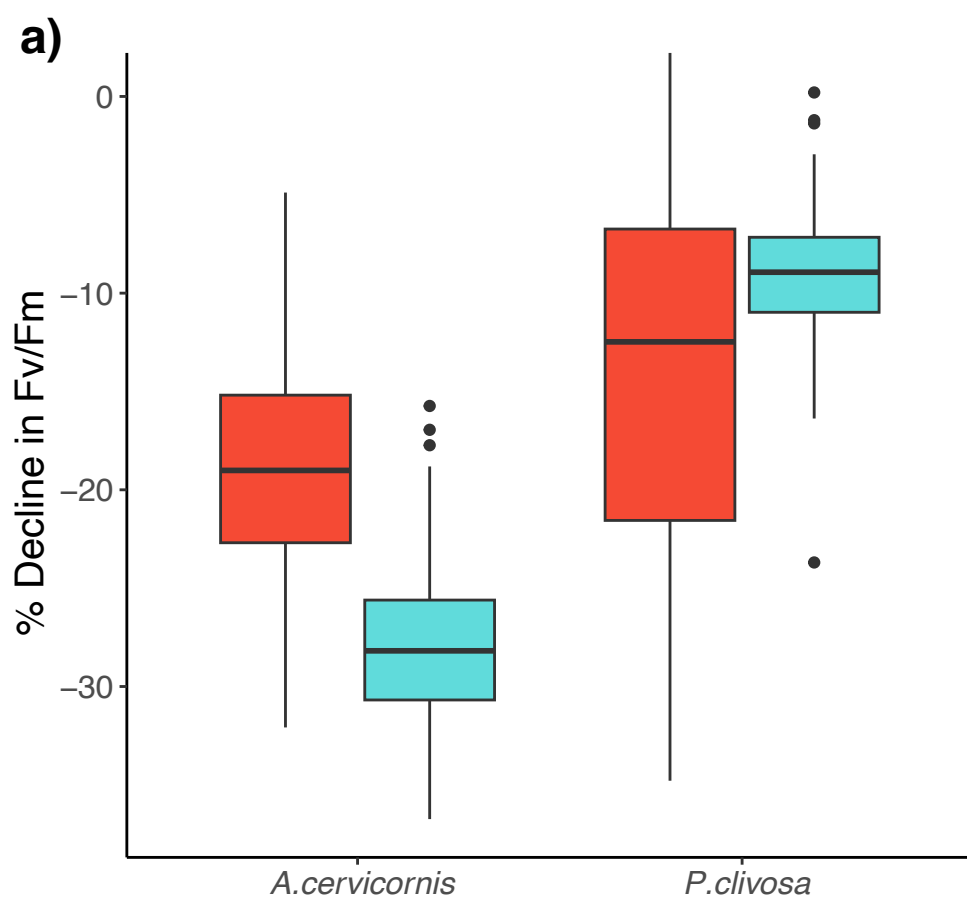 a)
% Decline in Fv/Fm
0
−10
−20
−30
A.cervicornis
P.clivosa